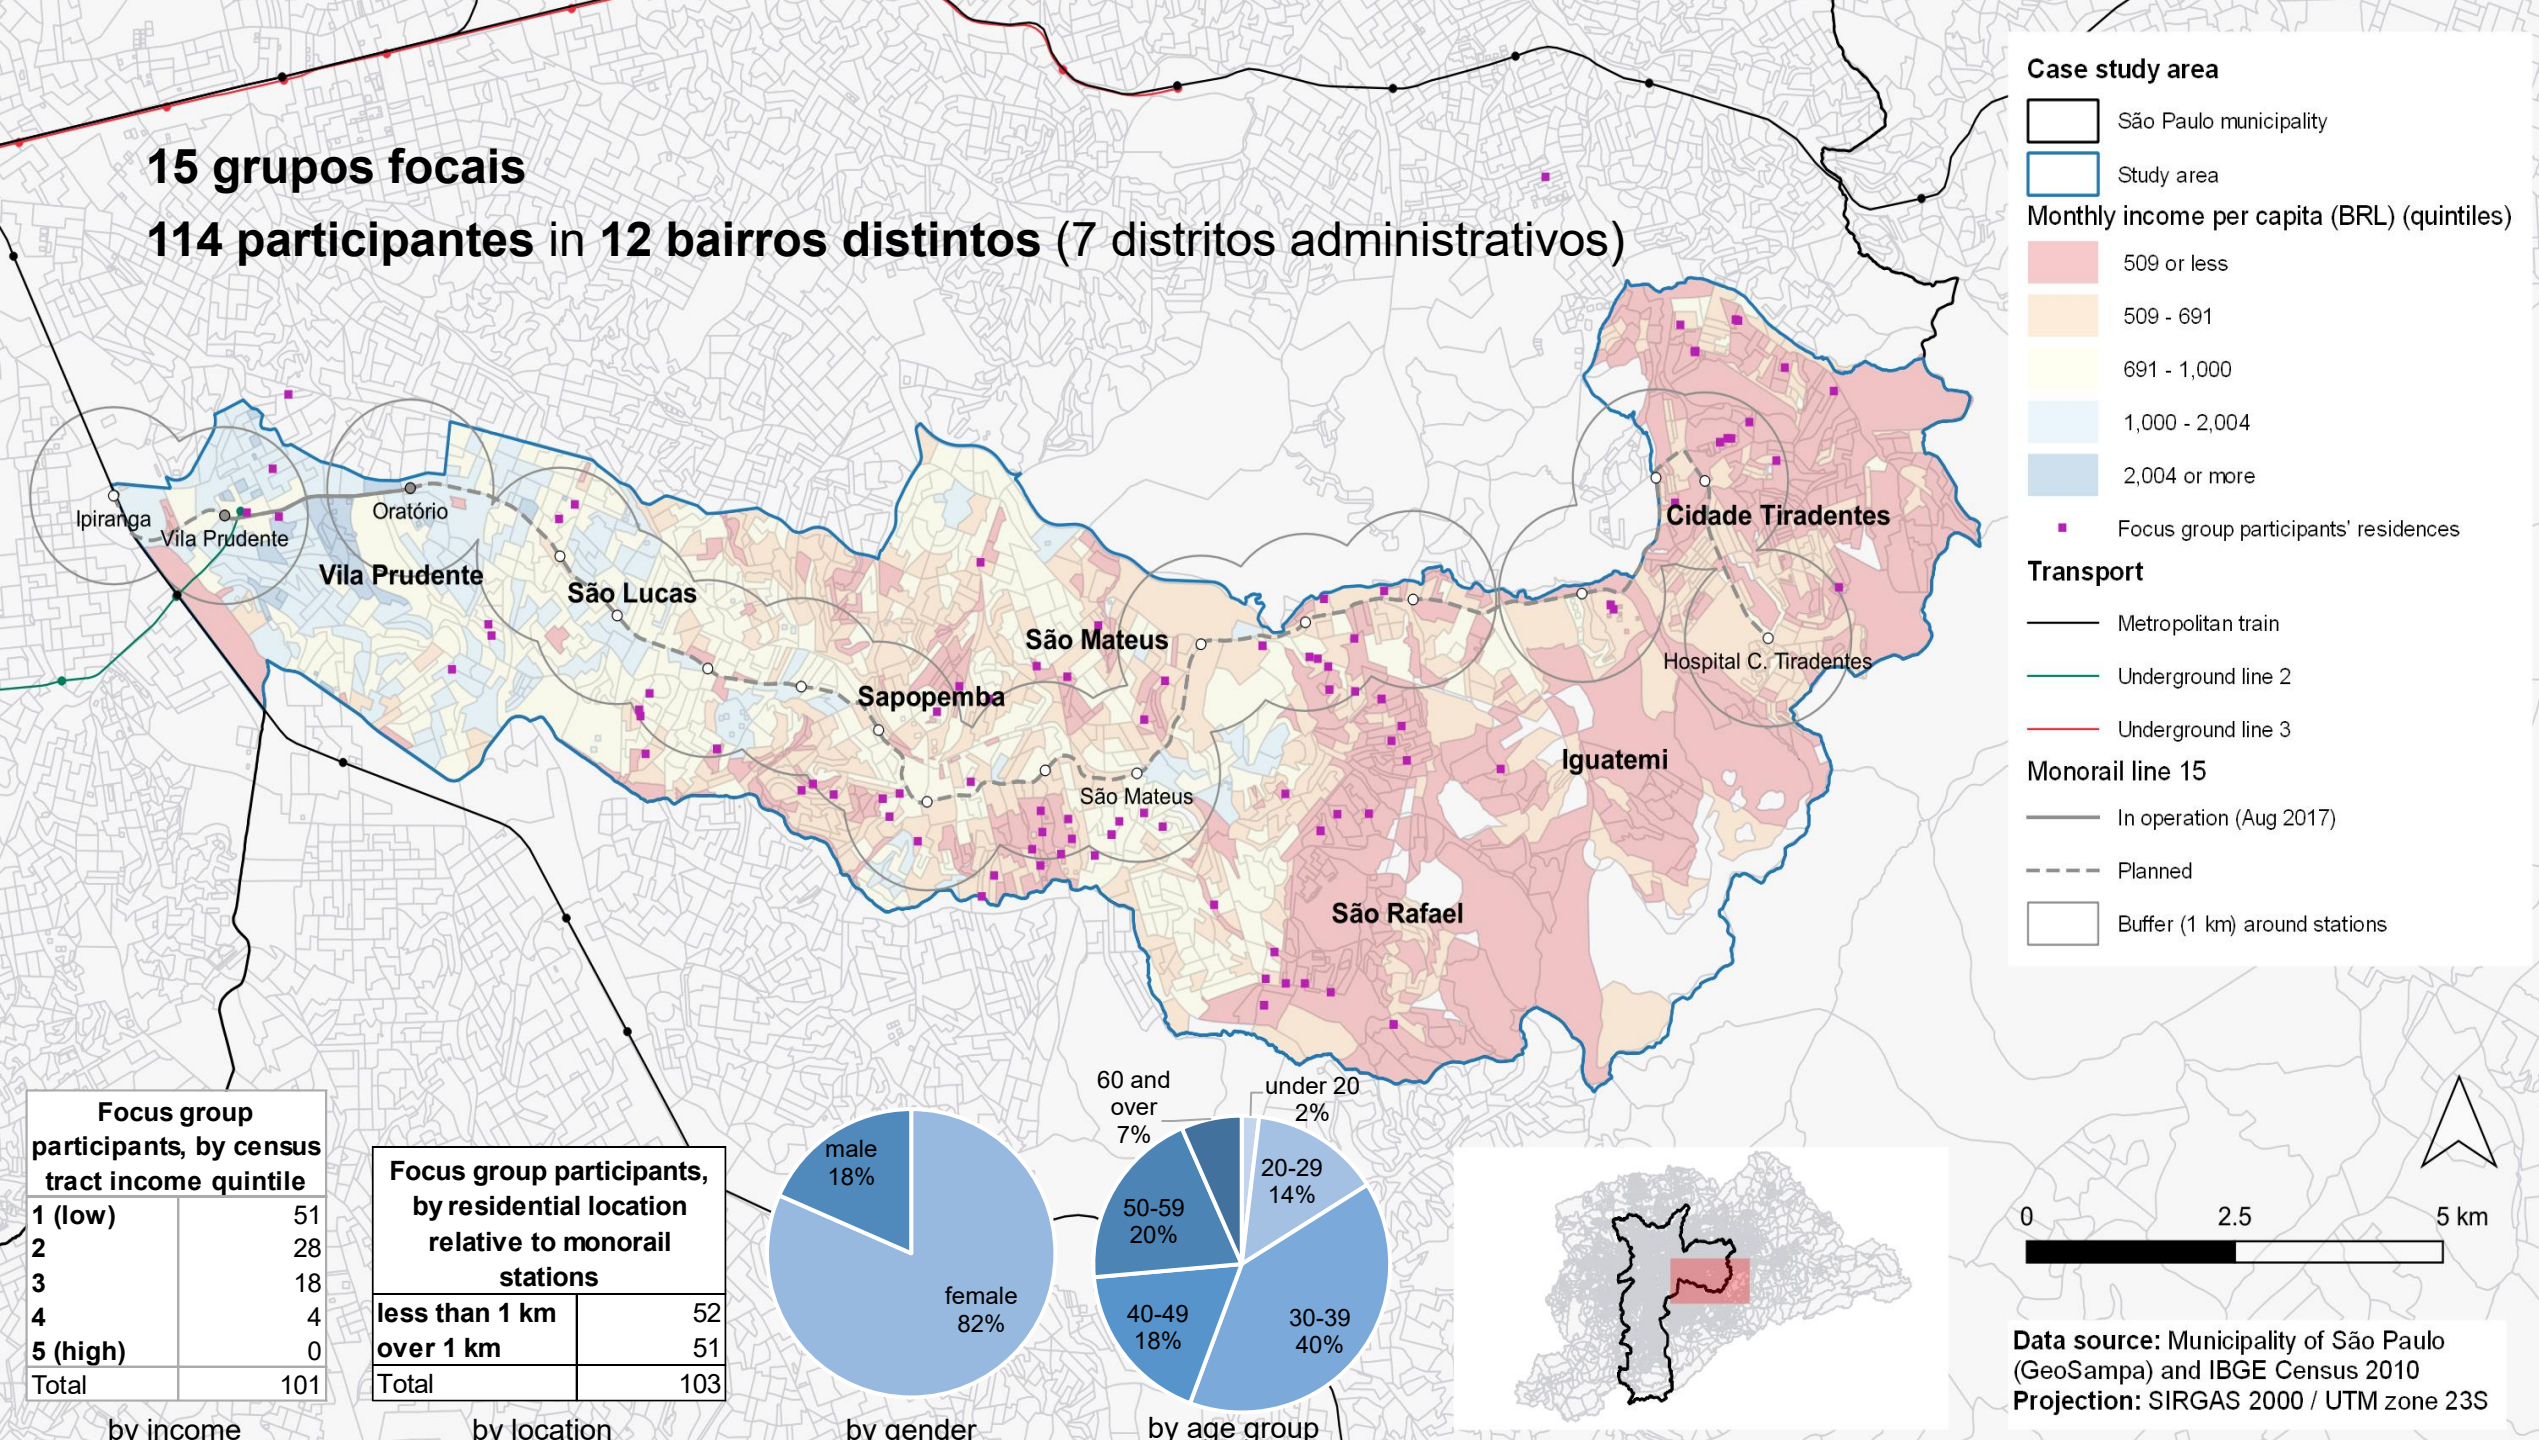 15 grupos focais
114 participantes in 12 bairros distintos (7 distritos administrativos)
Ipiranga
Vila Prudente
Oratório
Vila Prudente
São Lucas
Sapopemba
São Mateus
São Mateus
Cidade Tiradentes
Hospital C. Tiradentes
Iguatemi
São Rafael
Case study area
São Paulo municipality
Study area
Monthly income per capita (BRL) (quintiles)
509 or less
509 - 691
691 - 1,000
1,000 - 2,004
2,004 or more
Focus group participants' residences
Transport
Metropolitan train
Underground line 2
Underground line 3
Monorail line 15
In operation (Aug 2017)
Planned
Buffer (1 km) around stations
Focus group
participants, by census
tract income quintile
1 (low) 51
2 28
3 18
4 4
5 (high) 0
Total 101
by income
Focus group participants,
by residential location
relative to monorail
stations
less than 1 km 52
over 1 km 51
Total 103
by location
male
18%
female
82%
by gender
60 and
over
7%
under 20
2%
20-29
14%
50-59
20%
40-49
18%
30-39
40%
by age group
0 2.5 5 km
Data source: Municipality of São Paulo
(GeoSampa) and IBGE Census 2010
Projection: SIRGAS 2000 / UTM zone 23S